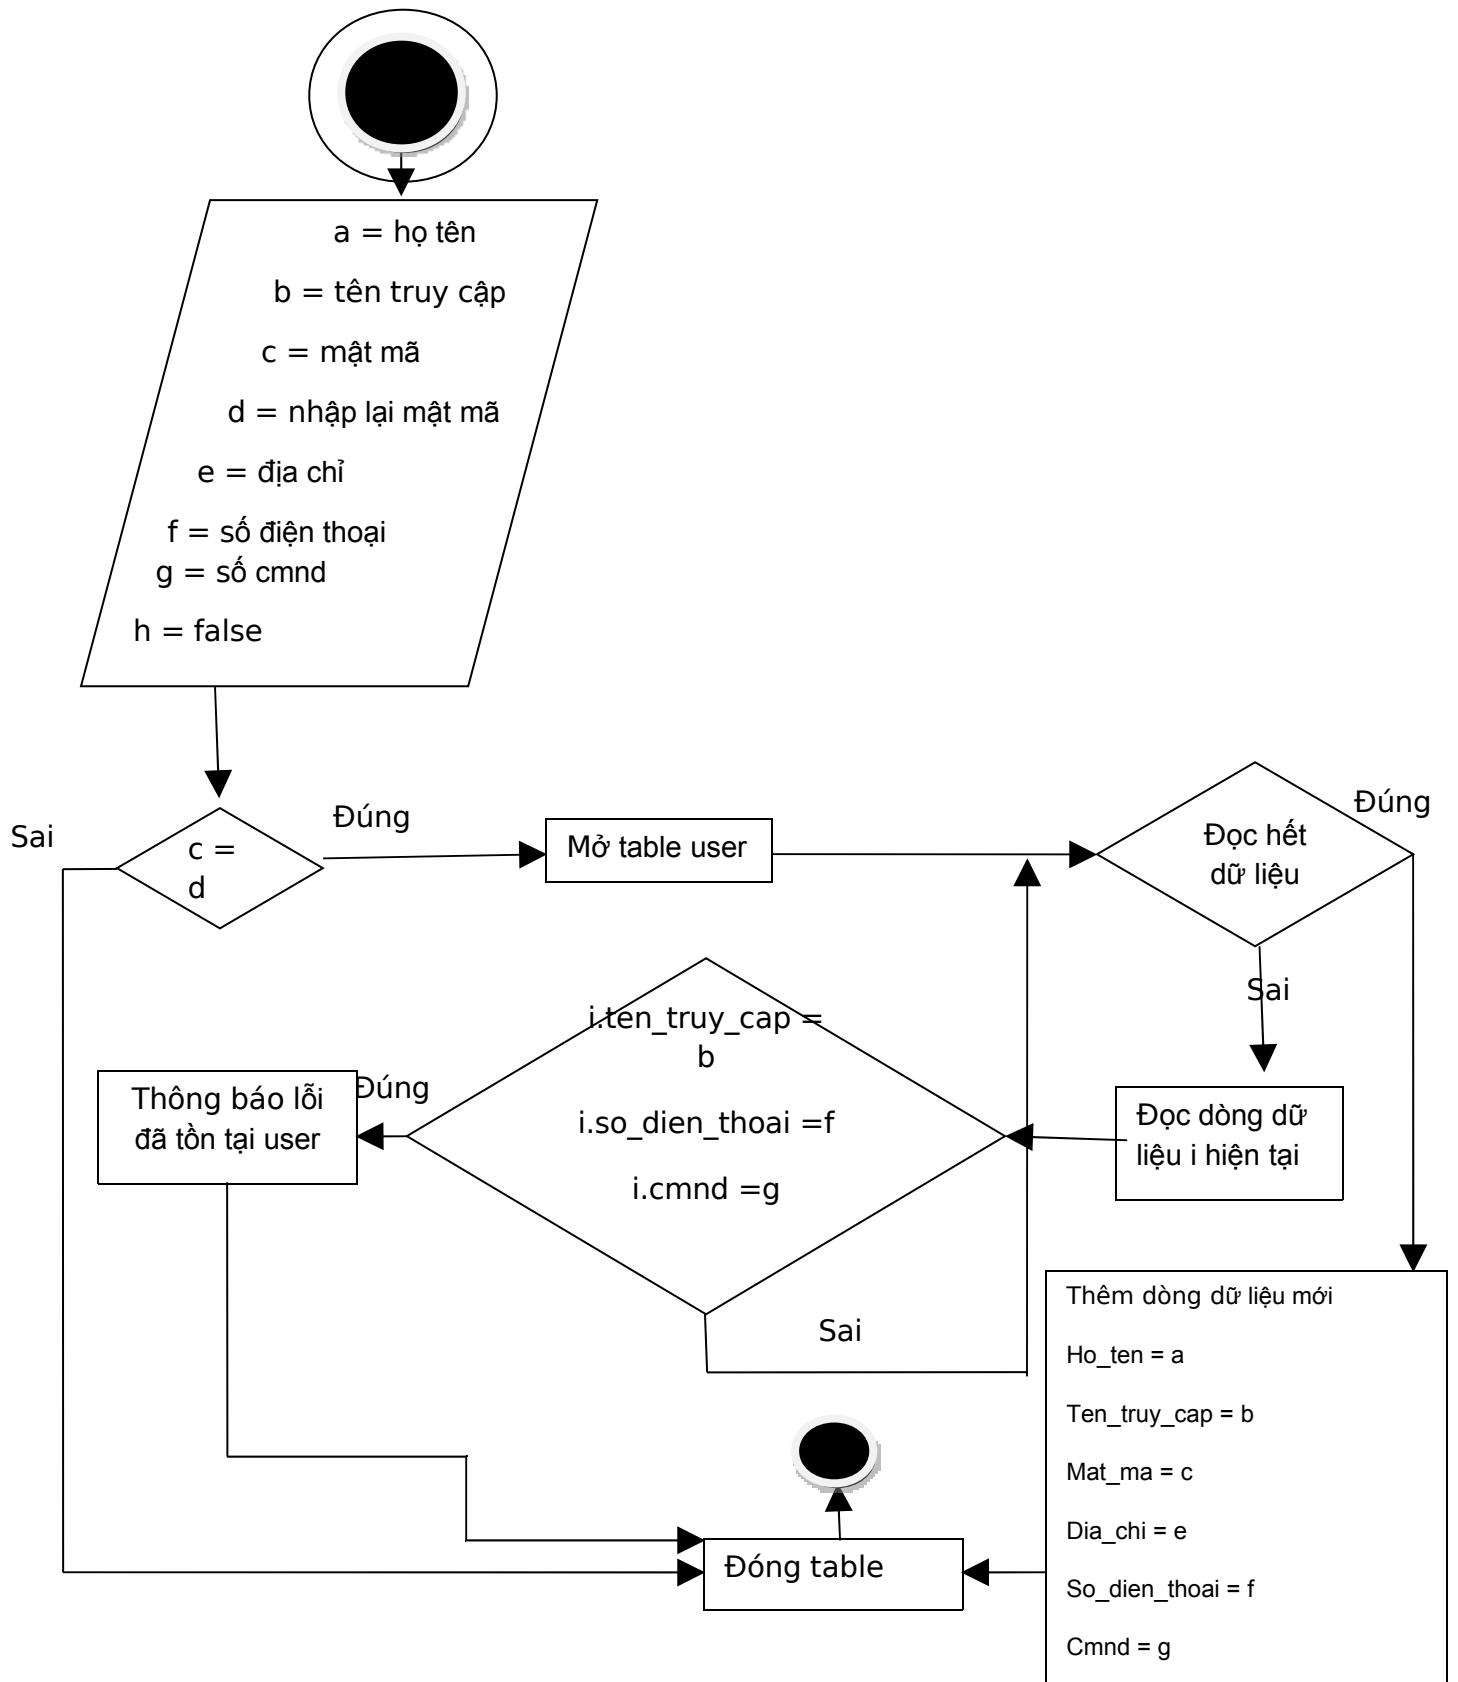 a = họ tên
b = tên truy cập
c = mật mã
d = nhập lại mật mã
e = địa chỉ
f = số điện thoại
g = số cmnd
h = false
Sai
c =
d
Đúng
Mở table user
Đọc hết
dữ liệu
Đúng
Sai
Đọc dòng dữ
liệu i hiện tại
i.ten_truy_cap =
b
i.so_dien_thoai =f
i.cmnd =g
Đúng
Thông báo lỗi
đã tồn tại user
Sai
Thêm dòng dữ liệu mới
Ho_ten = a
Ten_truy_cap = b
Mat_ma = c
Dia_chi = e
So_dien_thoai = f
Cmnd = g
Đóng table